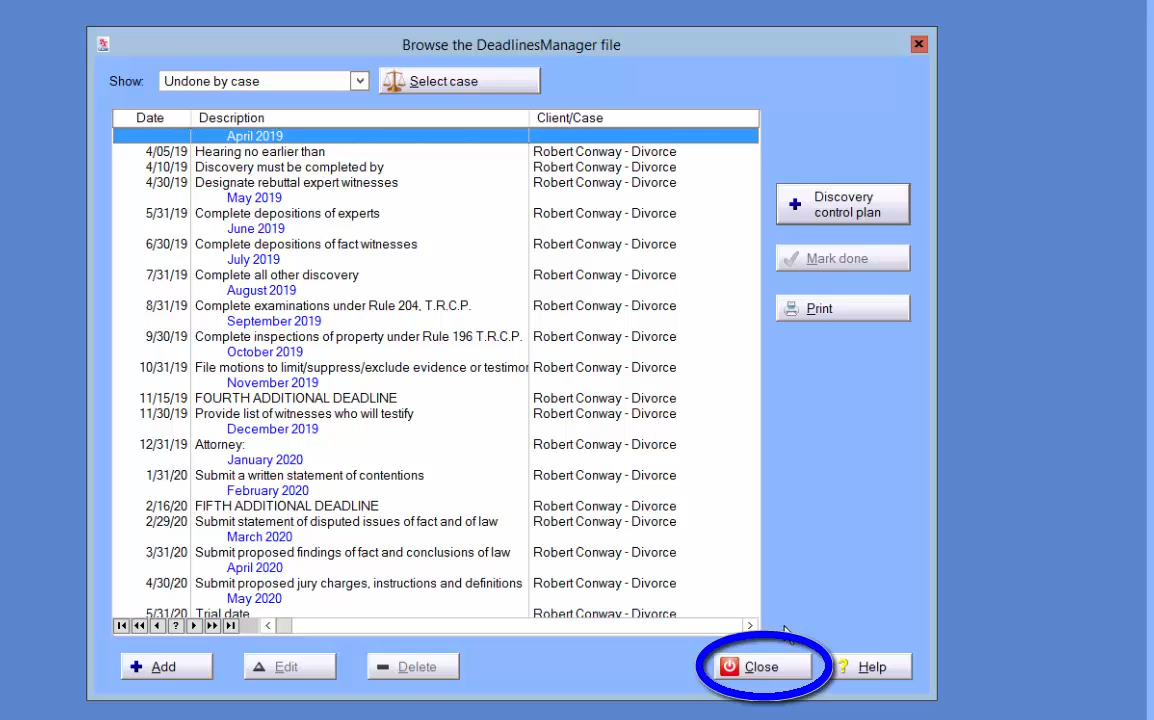 Browse the DeadlinesManager file
Show: Undone by case Select case
Date Description Client/Case
April 2019
4/05/19 Hearing no earlier than Robert Conway - Divorce
4/10/19 Discovery must be completed by Robert Conway - Divorce
4/30/19 Designate rebuttal expert witnesses Robert Conway - Divorce
May 2019
5/31/19 Complete depositions of experts Robert Conway - Divorce
June 2019
6/30/19 Complete depositions of fact witnesses Robert Conway - Divorce
July 2019
7/31/19 Complete all other discovery Robert Conway - Divorce
August 2019
8/31/19 Complete examinations under Rule 204, T.R.C.P. Robert Conway - Divorce
September 2019
9/30/19 Complete inspections of property under Rule 196 T.R.C.P. Robert Conway - Divorce
October 2019
10/31/19 File motions to limit/suppress/exclude evidence or testimor Robert Conway - Divorce
November 2019
11/15/19 FOURTH ADDITIONAL DEADLINE Robert Conway - Divorce
11/30/19 Provide list of witnesses who will testify Robert Conway - Divorce
December 2019
12/31/19 Attorney: Robert Conway - Divorce
January 2020
1/31/20 Submit a written statement of contentions Robert Conway - Divorce
February 2020
2/16/20 FIFTH ADDITIONAL DEADLINE Robert Conway - Divorce
2/29/20 Submit statement of disputed issues of fact and of law Robert Conway - Divorce
March 2020
3/31/20 Submit proposed findings of fact and conclusions of law Robert Conway - Divorce
April 2020
4/30/20 Submit proposed jury charges, instructions and definitions Robert Conway - Divorce
May 2020
5/31/20 Trial date Robert Conway - Divorce
Discovery
control plan
Mark done
Print
Add Edit Delete Close Help